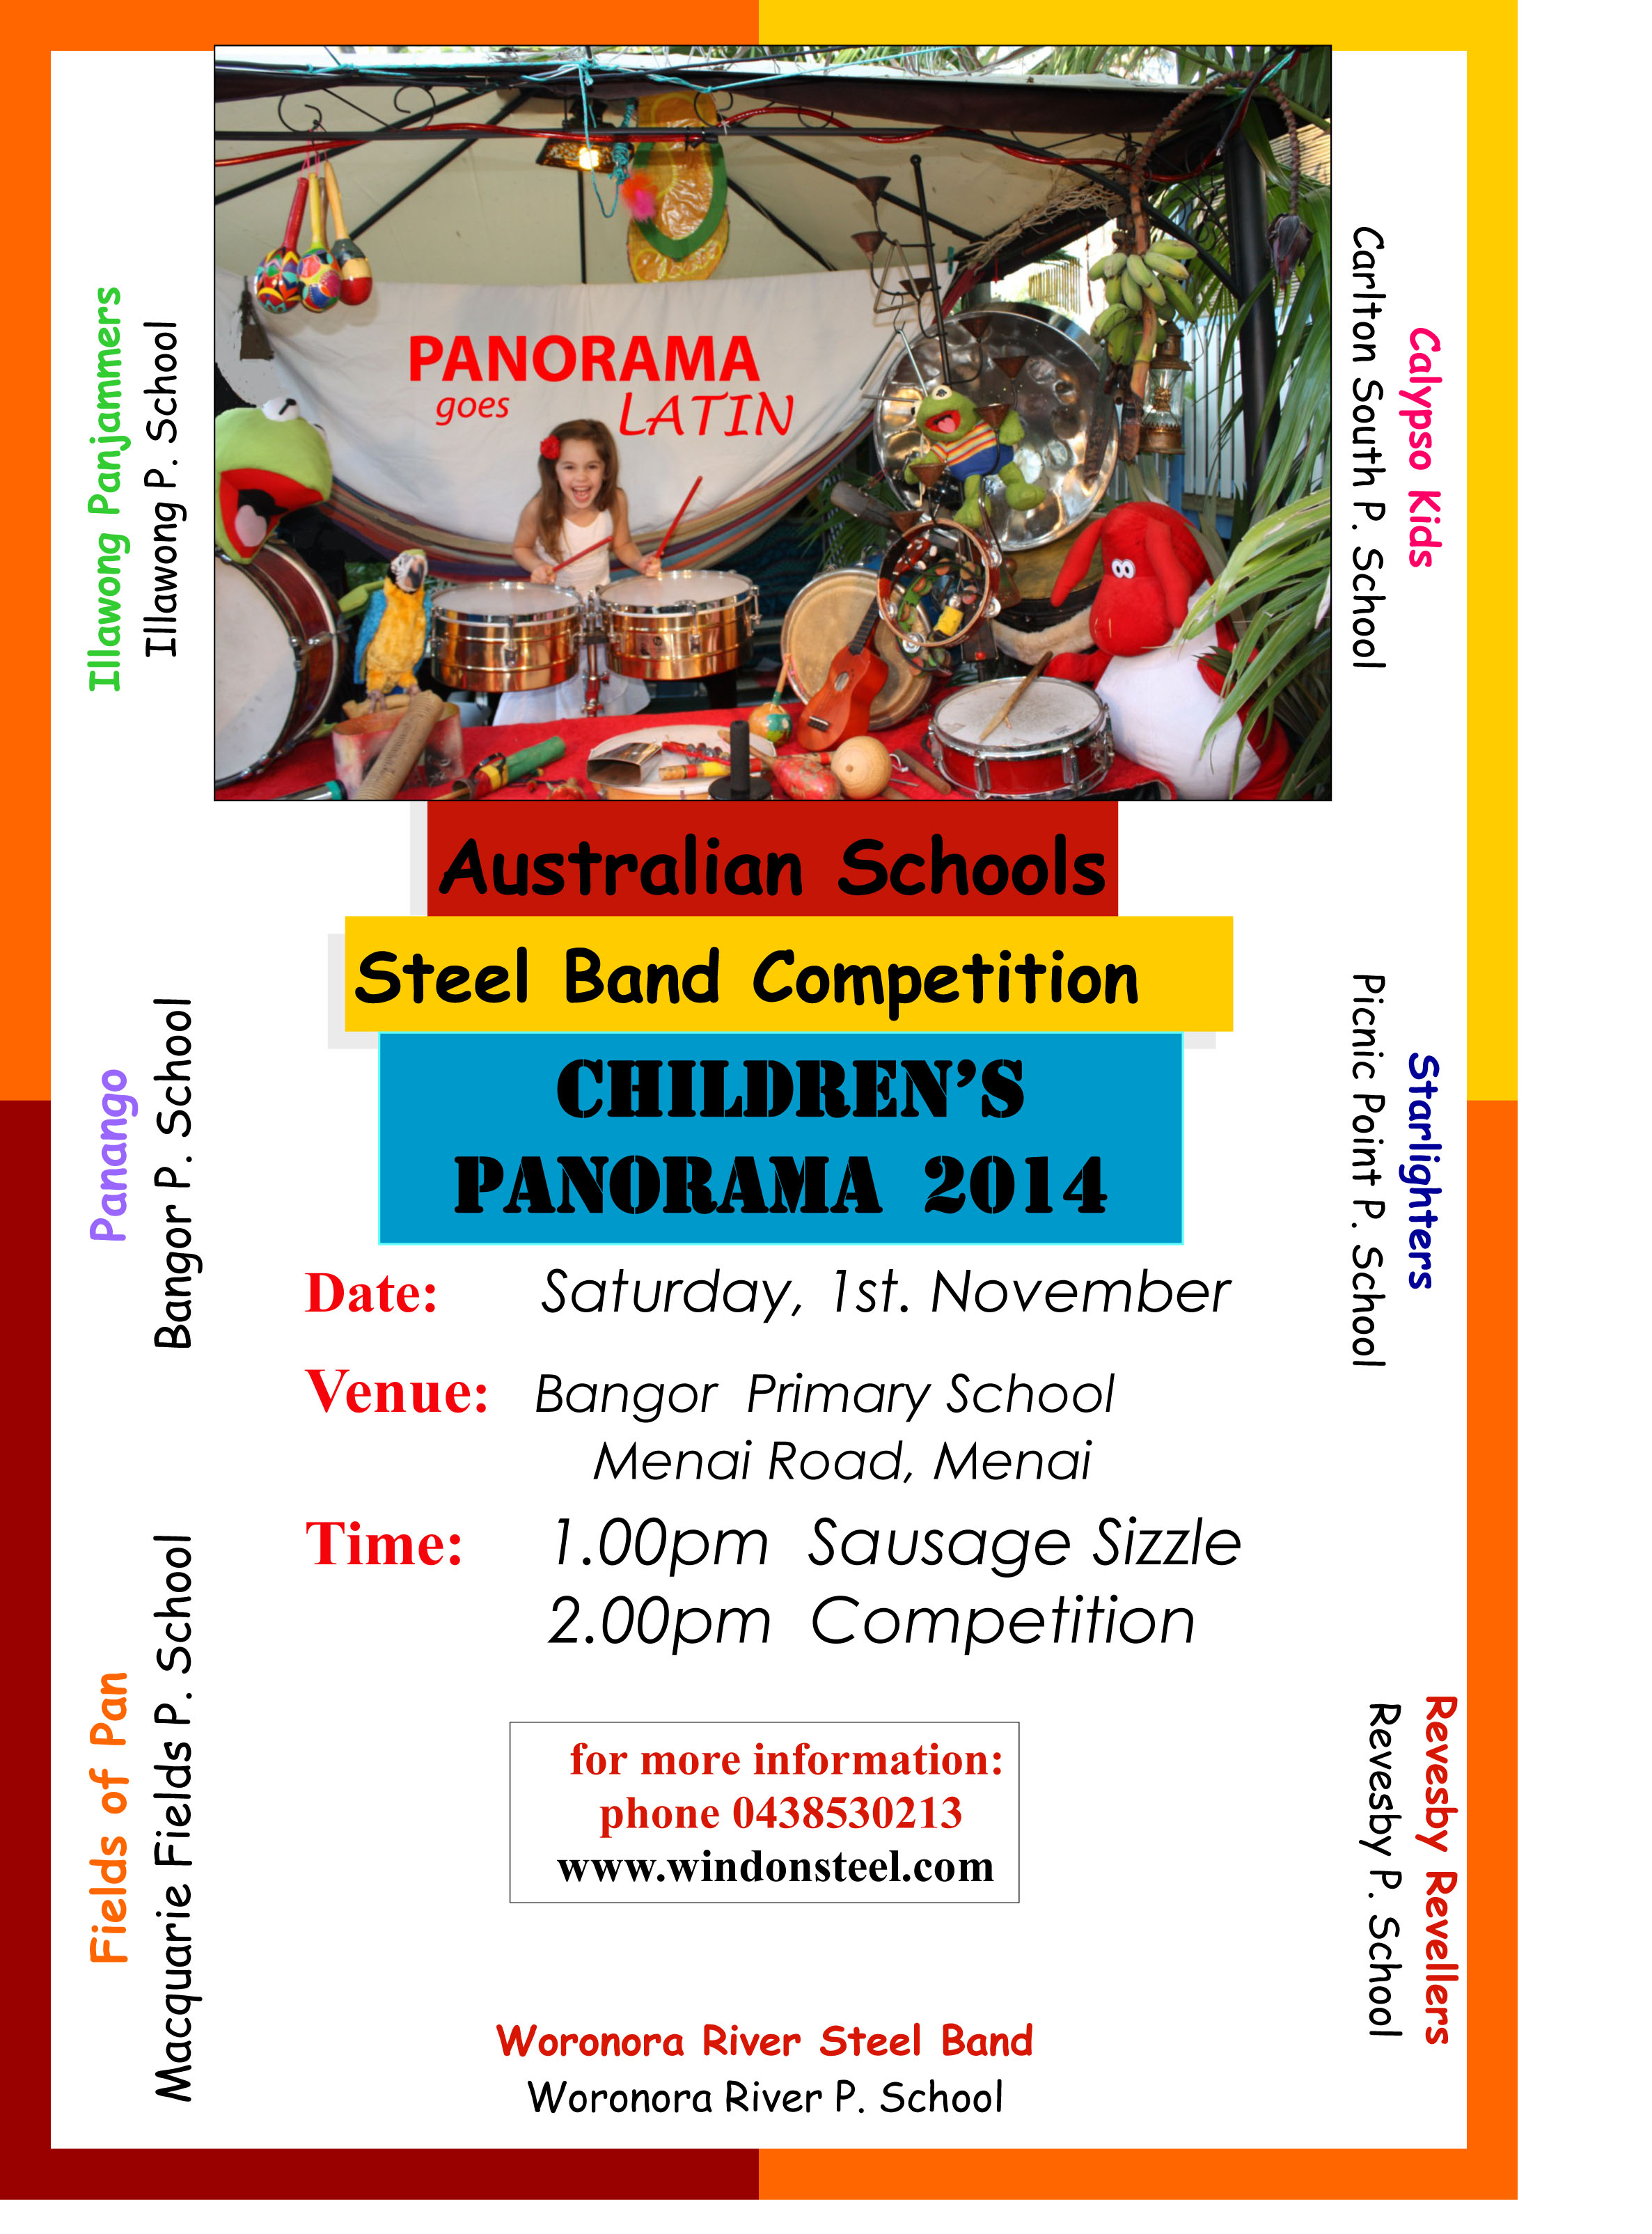 PANORAMA
goes LATIN
Illawong Panjammers
Illawong P. School
Calypso Kids
Carlton South P. School
Australian Schools
Steel Band Competition
CHILDREN'S
PANORAMA 2014
Panango
Bangor P. School
Starlighters
Picnic Point P. School
Date: Saturday, 1st. November
Venue: Bangor Primary School
Menai Road, Menai
Time: 1.00pm Sausage Sizzle
2.00pm Competition
Fields of Pan
Macquarie Fields P. School
Revesby Revellers
Revesby P. School
for more information:
phone 0438530213
www.windonsteel.com
Woronora River Steel Band
Woronora River P. School